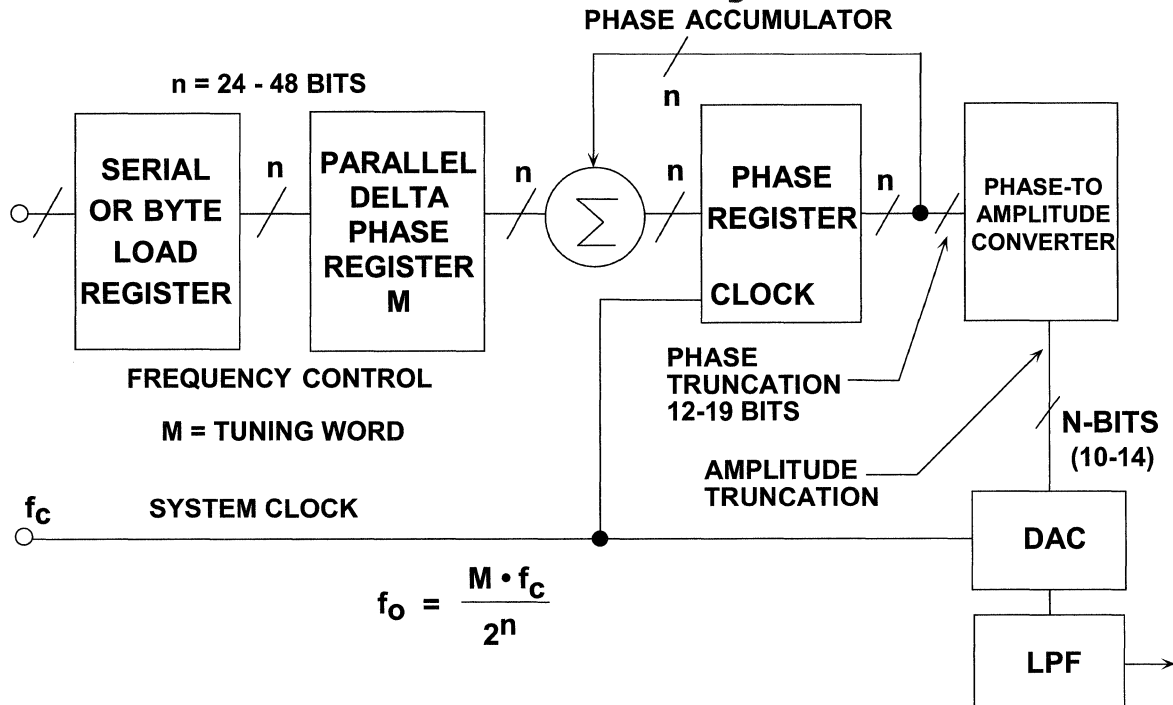 PHASE ACCUMULATOR
n = 24 - 48 BITS
n
SERIAL
OR BYTE
LOAD
REGISTER
n
PARALLEL
DELTA
PHASE
REGISTER
M
n
Σ
n
PHASE
REGISTER
CLOCK
n
PHASE-TO
AMPLITUDE
CONVERTER
FREQUENCY CONTROL
M = TUNING WORD
PHASE
TRUNCATION
12-19 BITS
AMPLITUDE
TRUNCATION
N-BITS
(10-14)
fc
SYSTEM CLOCK
DAC
fo = M • fc
2^n
LPF